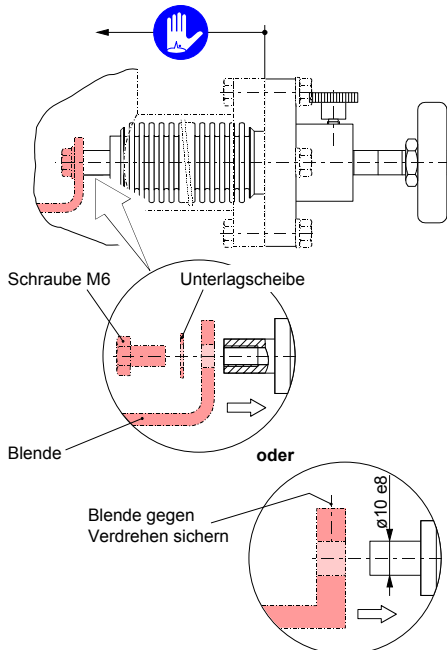 Schraube M6
Unterlagscheibe
Blende
oder
Blende gegen
Verdrehen sichern
ø10 e8